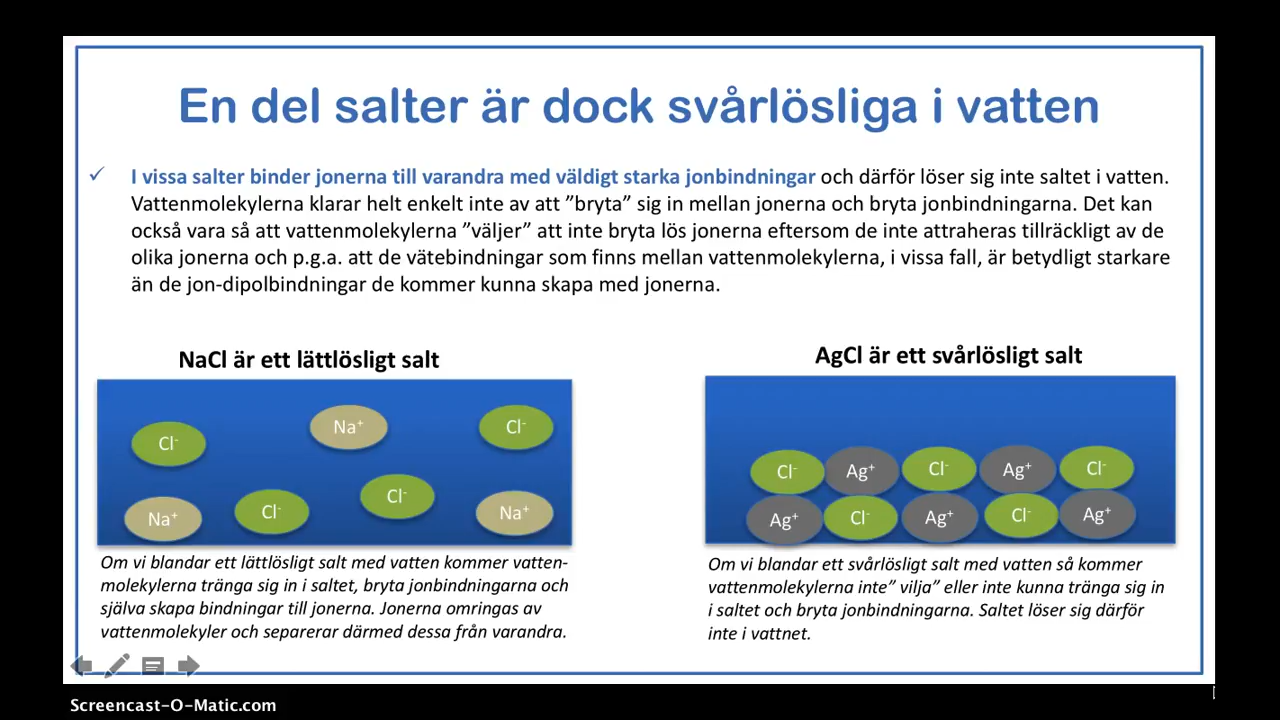 En del salter är dock svårlösliga i vatten
✓ I vissa salter binder jonerna till varandra med väldigt starka jonbindningar och därför löser sig inte saltet i vatten.
Vattenmolekylerna klarar helt enkelt inte av att ”bryta” sig in mellan jonerna och bryta jonbindningarna. Det kan
också vara så att vattenmolekylerna ”väljer” att inte bryta lös jonerna eftersom de inte attraheras tillräckligt av de
olika jonerna och p.g.a. att de vätebindningar som finns mellan vattenmolekylerna, i vissa fall, är betydligt starkare
än de jon-dipolbindningar de kommer kunna skapa med jonerna.
NaCl är ett lättlösligt salt
Cl⁻ Na⁺ Cl⁻
Na⁺ Cl⁻ Cl⁻ Na⁺
Om vi blandar ett lättlösligt salt med vatten kommer vatten-
molekylerna tränga sig in i saltet, bryta jonbindningarna och
själva skapa bindningar till jonerna. Jonerna omringas av
vattenmolekyler och separerar därmed dessa från varandra.
AgCl är ett svårlösligt salt
Cl⁻ Ag⁺ Cl⁻ Ag⁺ Cl⁻
Ag⁺ Cl⁻ Ag⁺ Cl⁻ Ag⁺
Om vi blandar ett svårlösligt salt med vatten så kommer
vattenmolekylerna inte” vilja” eller inte kunna tränga sig in
i saltet och bryta jonbindningarna. Saltet löser sig därför
inte i vattnet.
Screencast-O-Matic.com